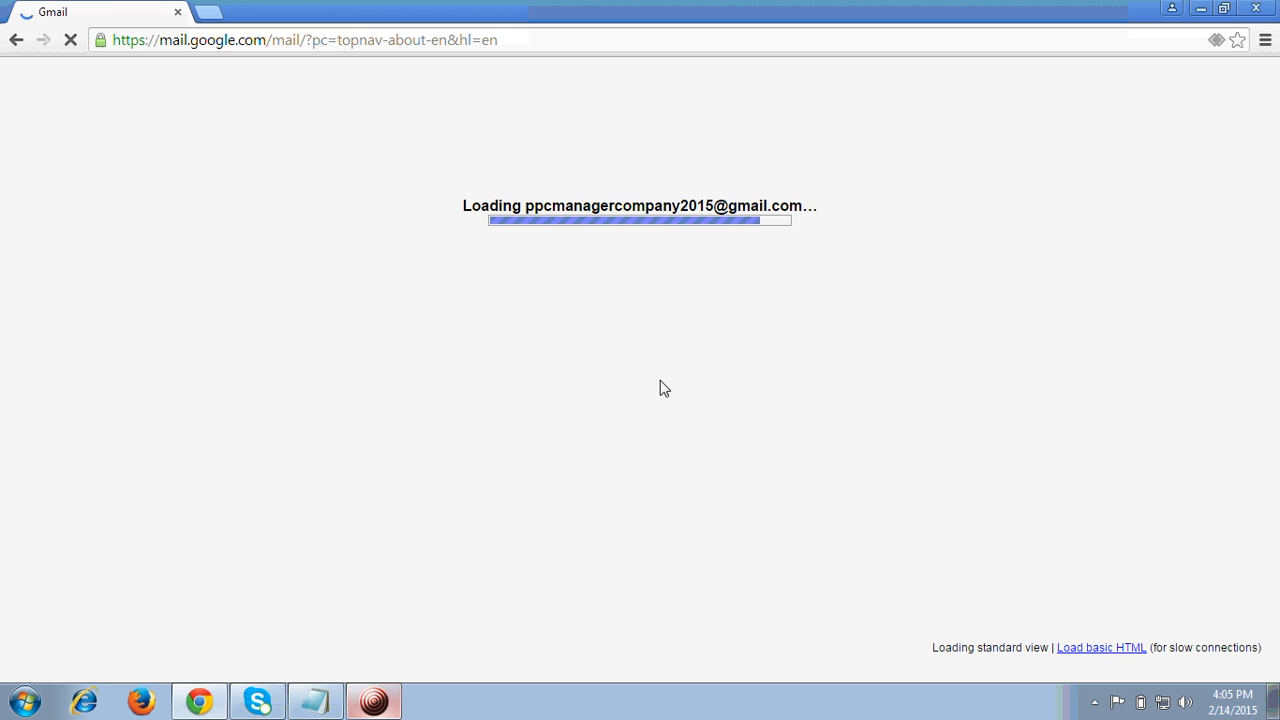 Gmail
https://mail.google.com/mail/?pc=topnav-about-en&hl=en
Loading ppcmanagercompany2015@gmail.com…
Loading standard view | Load basic HTML (for slow connections)
4:05 PM
2/14/2015